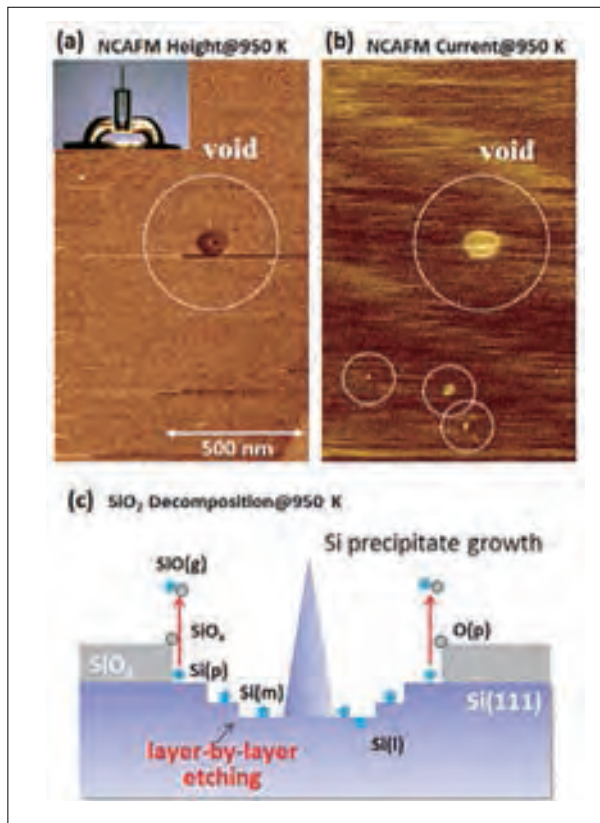 (a) NCAFM Height@950 K
(b) NCAFM Current@950 K
void
void
500 nm
(c) SiO₂ Decomposition@950 K
Si precipitate growth
SiO(g)
SiOₓ
O(p)
SiO₂
Si(p)
Si(m)
Si(111)
layer-by-layer
etching
Si(l)